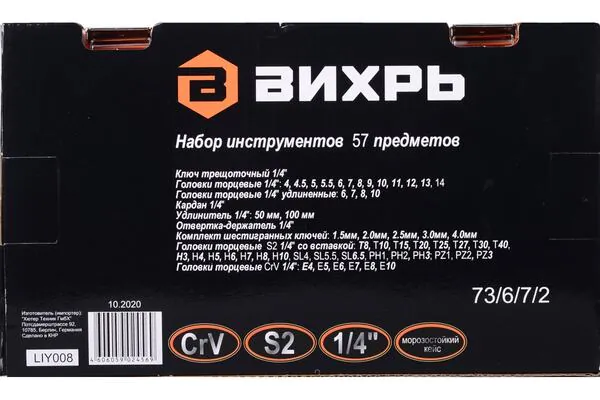 ВИХРЬ
Набор инструментов 57 предметов
Ключ трещоточный 1/4"
Головки торцевые 1/4": 4, 4.5, 5, 5.5, 6, 7, 8, 9, 10, 11, 12, 13, 14
Головки торцевые 1/4" удлиненные: 6, 7, 8, 10
Кардан 1/4"
Удлинитель 1/4": 50 мм, 100 мм
Отвертка-держатель 1/4"
Комплект шестигранных ключей: 1.5мм, 2.0мм, 2.5мм, 3.0мм, 4.0мм
Головки торцевые S2 1/4" со вставкой: T8, T10, T15, T20, T25, T27, T30, T40,
H3, H4, H5, H6, H7, H8, H10, SL4, SL5.5, SL6.5, PH1, PH2, PH3; PZ1, PZ2, PZ3
Головки торцевые CrV 1/4": E4, E5, E6, E7, E8, E10
73/6/7/2
10.2020
Изготовитель (импортер):
"Хютер Техник ГмбХ"
Потсдамерштрассе 92,
10785, Берлин, Германия
Сделано в КНР
LIY008
4606059024569
CrV
S2
1/4"
морозостойкий
кейс